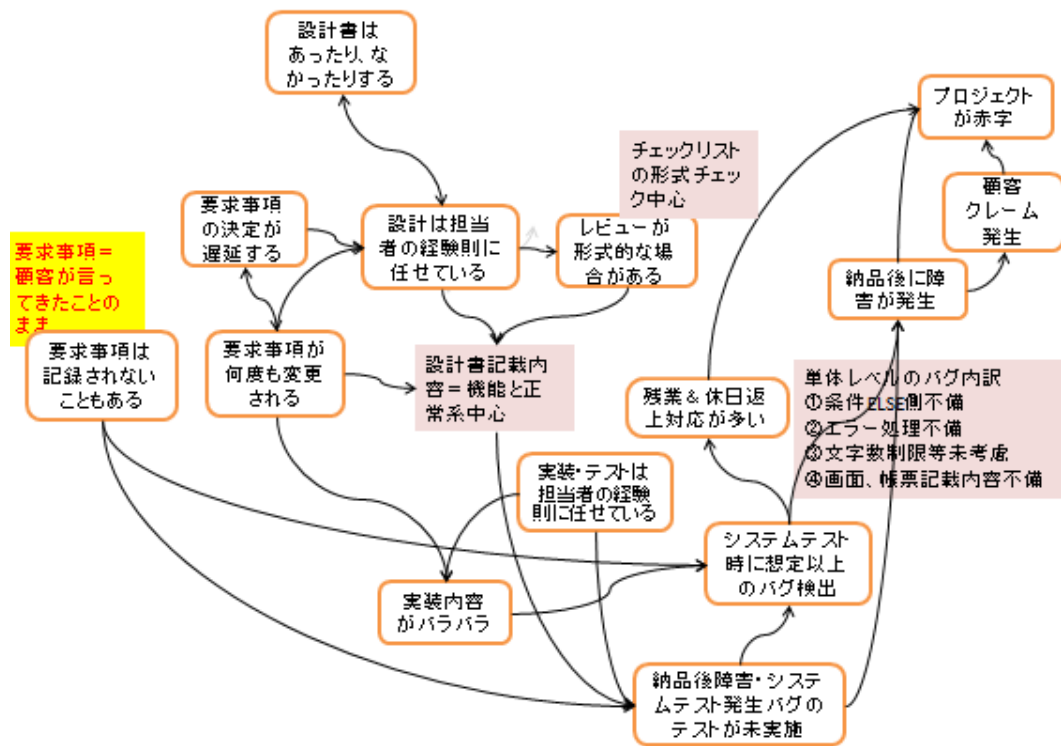 設計書は
あったり、な
かったりする
プロジェクト
が赤字
チェックリスト
の形式チェッ
ク中心
顧客
クレーム
発生
要求事項
の決定が
遅延する
設計は担当
者の経験則に
任せている
レビューが
形式的な場
合がある
要求事項＝
顧客が言っ
てきたことの
まま
納品後に障
害が発生
要求事項は
記録されない
こともある
要求事項が
何度も変更
される
設計書記載内
容＝機能と正
常系中心
残業＆休日返
上対応が多い
単体レベルのバグ内訳
①条件ELSE側不備
②エラー処理不備
③文字数制限等未考慮
④画面、帳票記載内容不備
実装・テストは
担当者の経験
則に任せている
システムテスト
時に想定以上
のバグ検出
実装内容
がバラバラ
納品後障害・システ
ムテスト発生バグの
テストが未実施